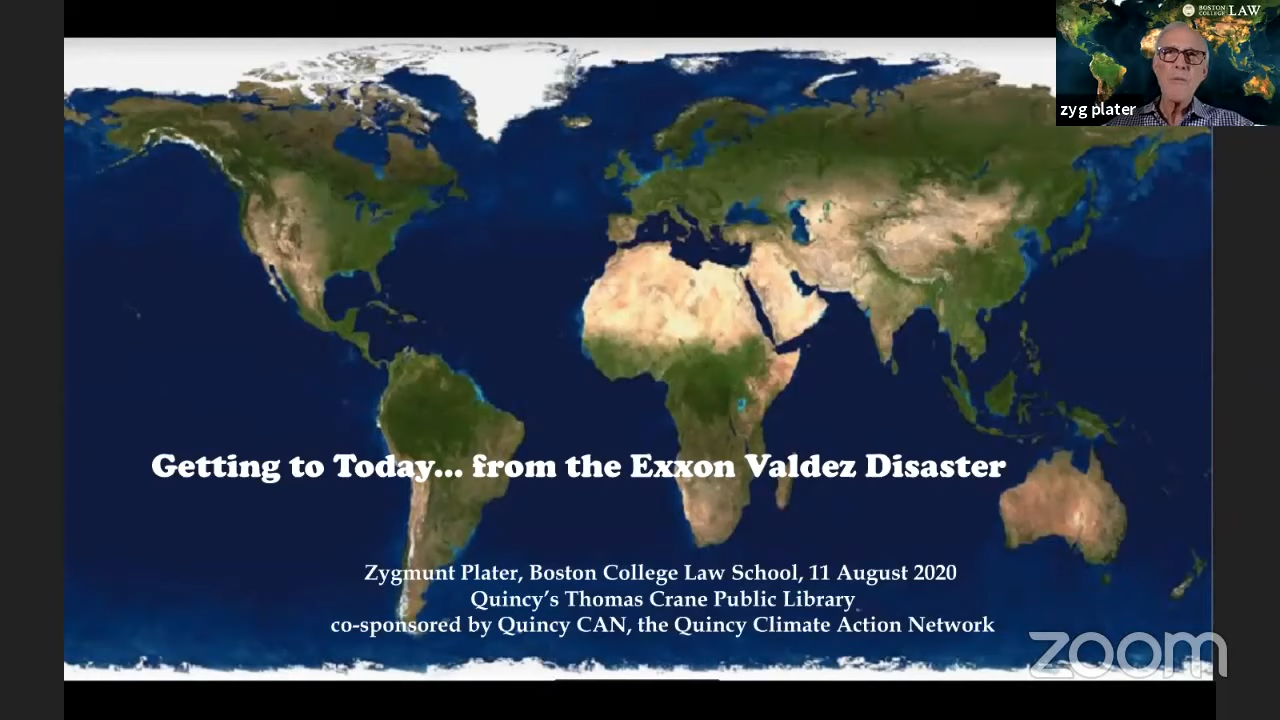 BOSTON
COLLEGE LAW
zyg plater
Getting to Today... from the Exxon Valdez Disaster
Zygmunt Plater, Boston College Law School, 11 August 2020
Quincy's Thomas Crane Public Library
co-sponsored by Quincy CAN, the Quincy Climate Action Network
zoom